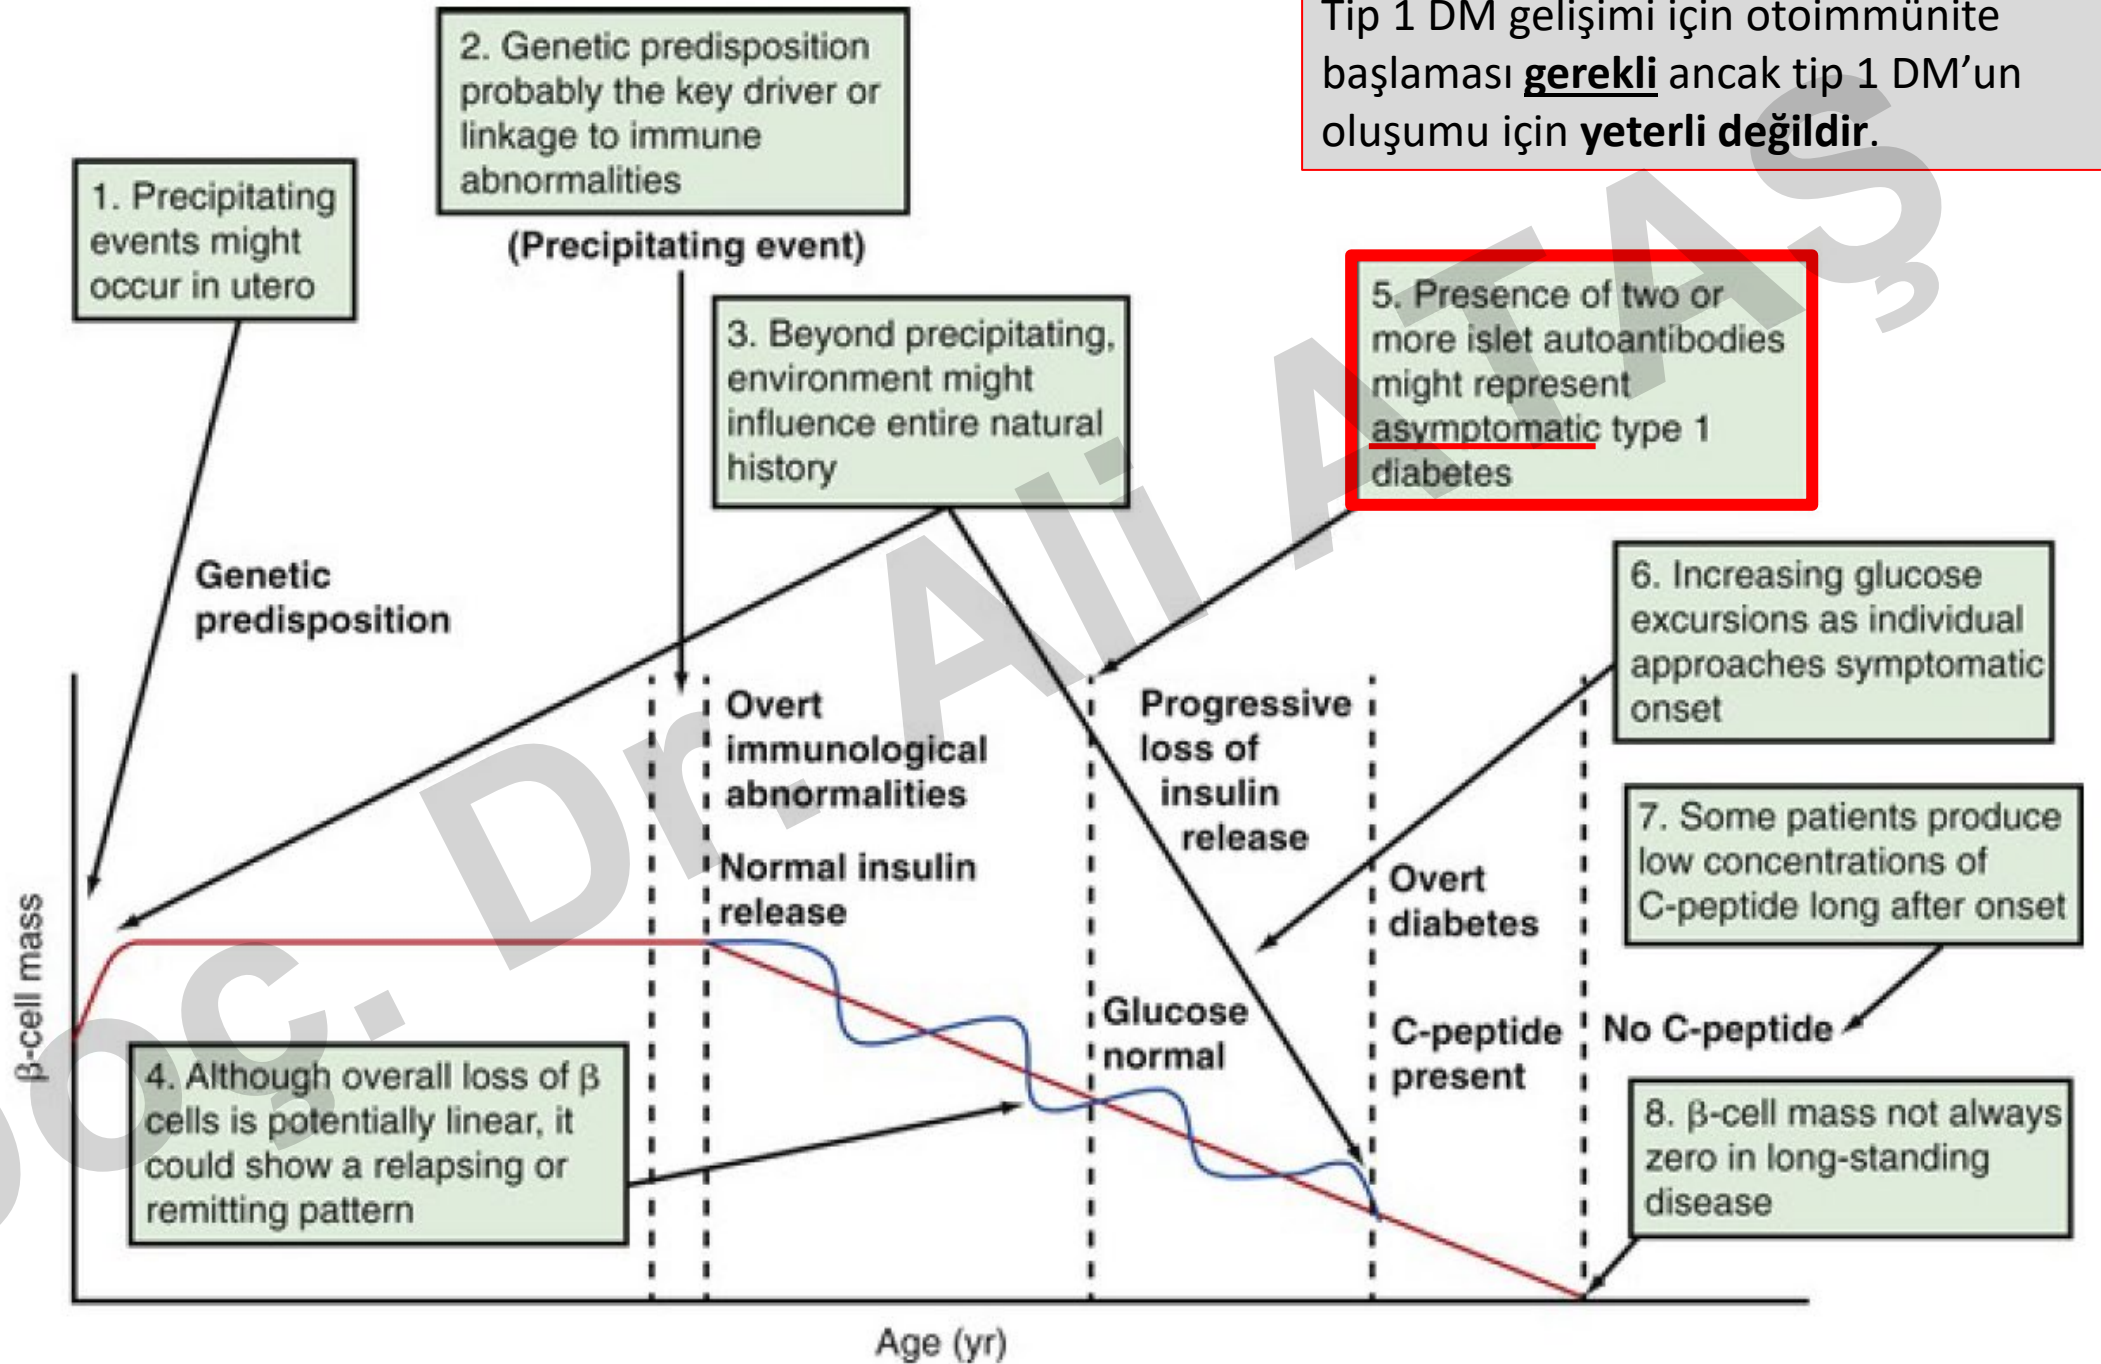 Tip 1 DM gelişimi için otoimmünite
başlaması gerekli ancak tip 1 DM’un
oluşumu için yeterli değildir.
2. Genetic predisposition
probably the key driver or
linkage to immune
abnormalities
(Precipitating event)
1. Precipitating
events might
occur in utero
3. Beyond precipitating,
environment might
influence entire natural
history
5. Presence of two or
more islet autoantibodies
might represent
asymptomatic type 1
diabetes
Genetic
predisposition
6. Increasing glucose
excursions as individual
approaches symptomatic
onset
Overt
immunological
abnormalities
Normal insulin
release
Progressive
loss of
insulin
release
7. Some patients produce
low concentrations of
C-peptide long after onset
Overt
diabetes
Glucose
normal
C-peptide
present
No C-peptide
4. Although overall loss of β
cells is potentially linear, it
could show a relapsing or
remitting pattern
8. β-cell mass not always
zero in long-standing
disease
β-cell mass
Age (yr)
Doç. Dr. Ali ATAŞ